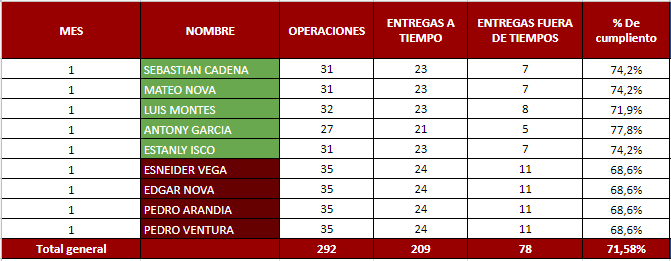 MES NOMBRE OPERACIONES ENTREGAS A TIEMPO ENTREGAS FUERA DE TIEMPOS % De cumpliento
1 SEBASTIAN CADENA 31 23 7 74,2%
1 MATEO NOVA 31 23 7 74,2%
1 LUIS MONTES 32 23 8 71,9%
1 ANTONY GARCIA 27 21 5 77,8%
1 ESTANLY ISCO 31 23 7 74,2%
1 ESNEIDER VEGA 35 24 11 68,6%
1 EDGAR NOVA 35 24 11 68,6%
1 PEDRO ARANDIA 35 24 11 68,6%
1 PEDRO VENTURA 35 24 11 68,6%
Total general 292 209 78 71,58%